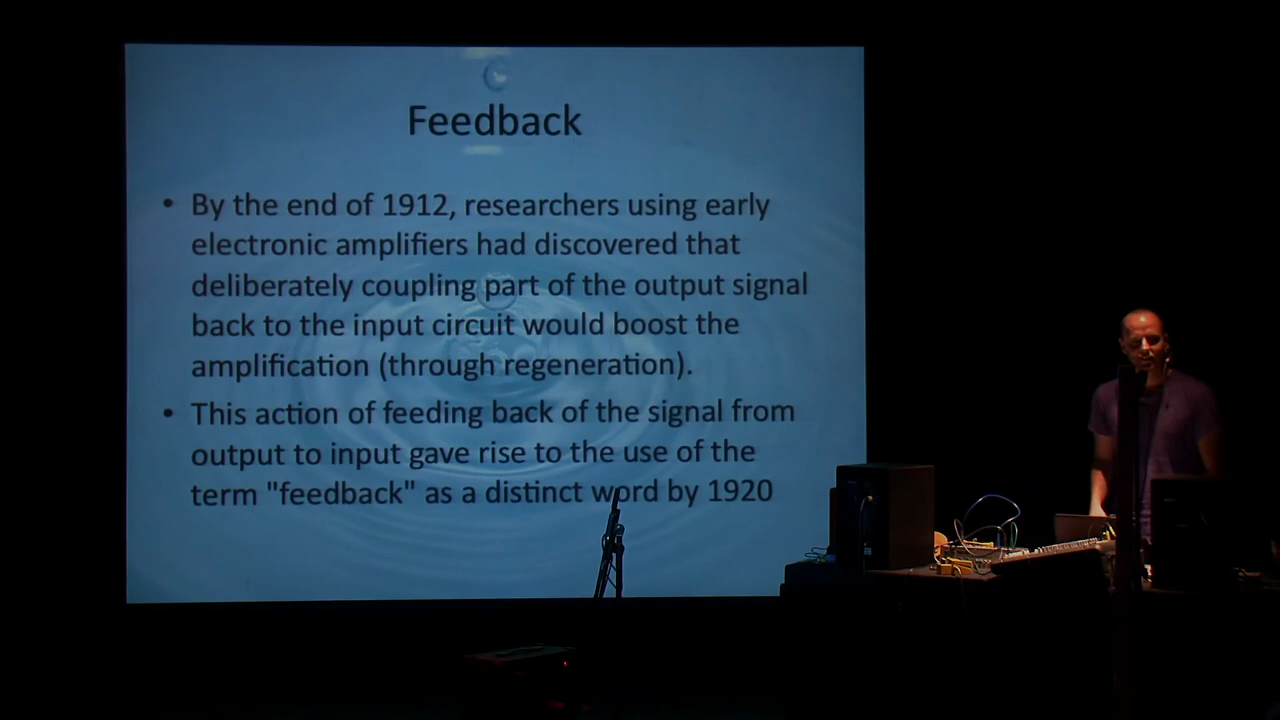 Feedback
• By the end of 1912, researchers using early
electronic amplifiers had discovered that
deliberately coupling part of the output signal
back to the input circuit would boost the
amplification (through regeneration).
• This action of feeding back of the signal from
output to input gave rise to the use of the
term "feedback" as a distinct word by 1920